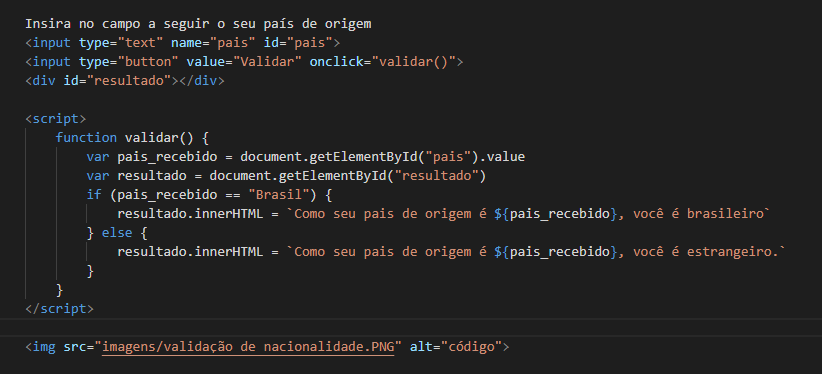 Insira no campo a seguir o seu país de origem
<input type="text" name="pais" id="pais">
<input type="button" value="Validar" onclick="validar()">
<div id="resultado"></div>
<script>
function validar() {
var pais_recebido = document.getElementById("pais").value
var resultado = document.getElementById("resultado")
if (pais_recebido == "Brasil") {
resultado.innerHTML = `Como seu pais de origem é ${pais_recebido}, você é brasileiro`
} else {
resultado.innerHTML = `Como seu pais de origem é ${pais_recebido}, você é estrangeiro.`
}
}
</script>
<img src="imagens/validação de nacionalidade.PNG" alt="código">